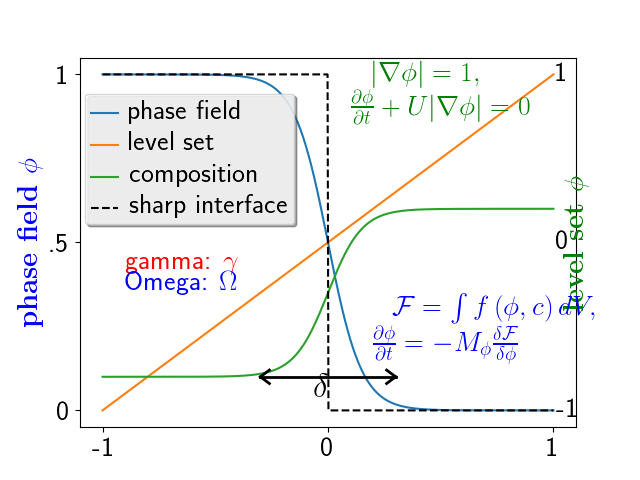 |∇ϕ| = 1,
∂ϕ/∂t + U|∇ϕ| = 0
phase field
level set
composition
sharp interface
gamma: γ
Omega: Ω
ℱ = ∫ f (ϕ, c) dV,
∂ϕ/∂t = −M_ϕ δℱ/δϕ
δ
phase field ϕ
1
.5
0
-1
0
1
level set ϕ
1
0
-1